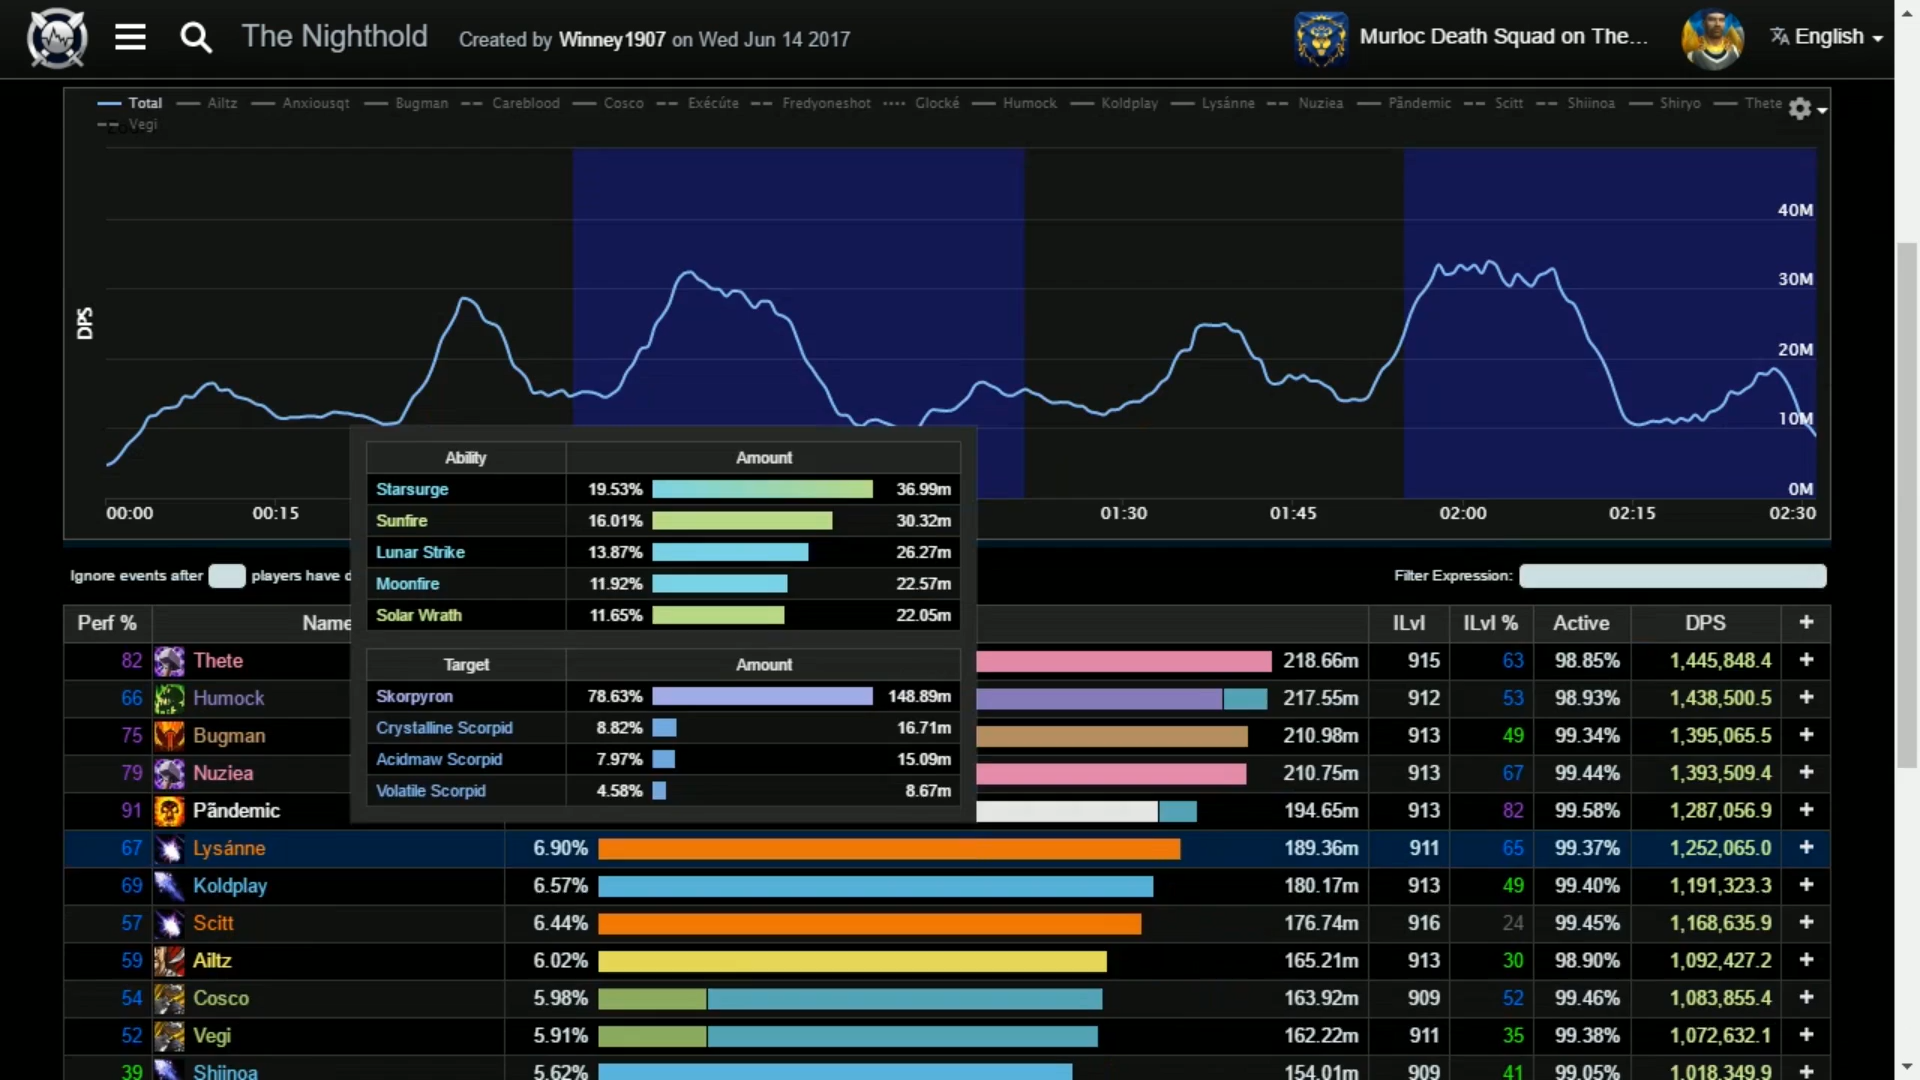 The Nighthold Created by Winney1907 on Wed Jun 14 2017 Murloc Death Squad on The... English
Total Ailtz Anxiousqt Bugman Careblood Cosco Exécúte Fredyoneshot Glocké Humock Koldplay Lysánne Nuziea Pãndemic Scitt Shiinoa Shiryo Thete
Vegi
40M
30M
DPS
20M
10M
0M
00:00 00:15 01:30 01:45 02:00 02:15 02:30
Ability Amount
Starsurge 19.53% 36.99m
Sunfire 16.01% 30.32m
Lunar Strike 13.87% 26.27m
Moonfire 11.92% 22.57m
Solar Wrath 11.65% 22.05m
Target Amount
Skorpyron 78.63% 148.89m
Crystalline Scorpid 8.82% 16.71m
Acidmaw Scorpid 7.97% 15.09m
Volatile Scorpid 4.58% 8.67m
Ignore events after players have d
Filter Expression:
Perf % Name ILvl ILvl % Active DPS +
82 Thete 218.66m 915 63 98.85% 1,445,848.4 +
66 Humock 217.55m 912 53 98.93% 1,438,500.5 +
75 Bugman 210.98m 913 49 99.34% 1,395,065.5 +
79 Nuziea 210.75m 913 67 99.44% 1,393,509.4 +
91 Pãndemic 194.65m 913 82 99.58% 1,287,056.9 +
67 Lysánne 6.90% 189.36m 911 65 99.37% 1,252,065.0 +
69 Koldplay 6.57% 180.17m 913 49 99.40% 1,191,323.3 +
57 Scitt 6.44% 176.74m 916 24 99.45% 1,168,635.9 +
59 Ailtz 6.02% 165.21m 913 30 98.90% 1,092,427.2 +
54 Cosco 5.98% 163.92m 909 52 99.46% 1,083,855.4 +
52 Vegi 5.91% 162.22m 911 35 99.38% 1,072,632.1 +
39 Shiinoa 5.62% 154.01m 909 41 99.05% 1,018,349.9 +